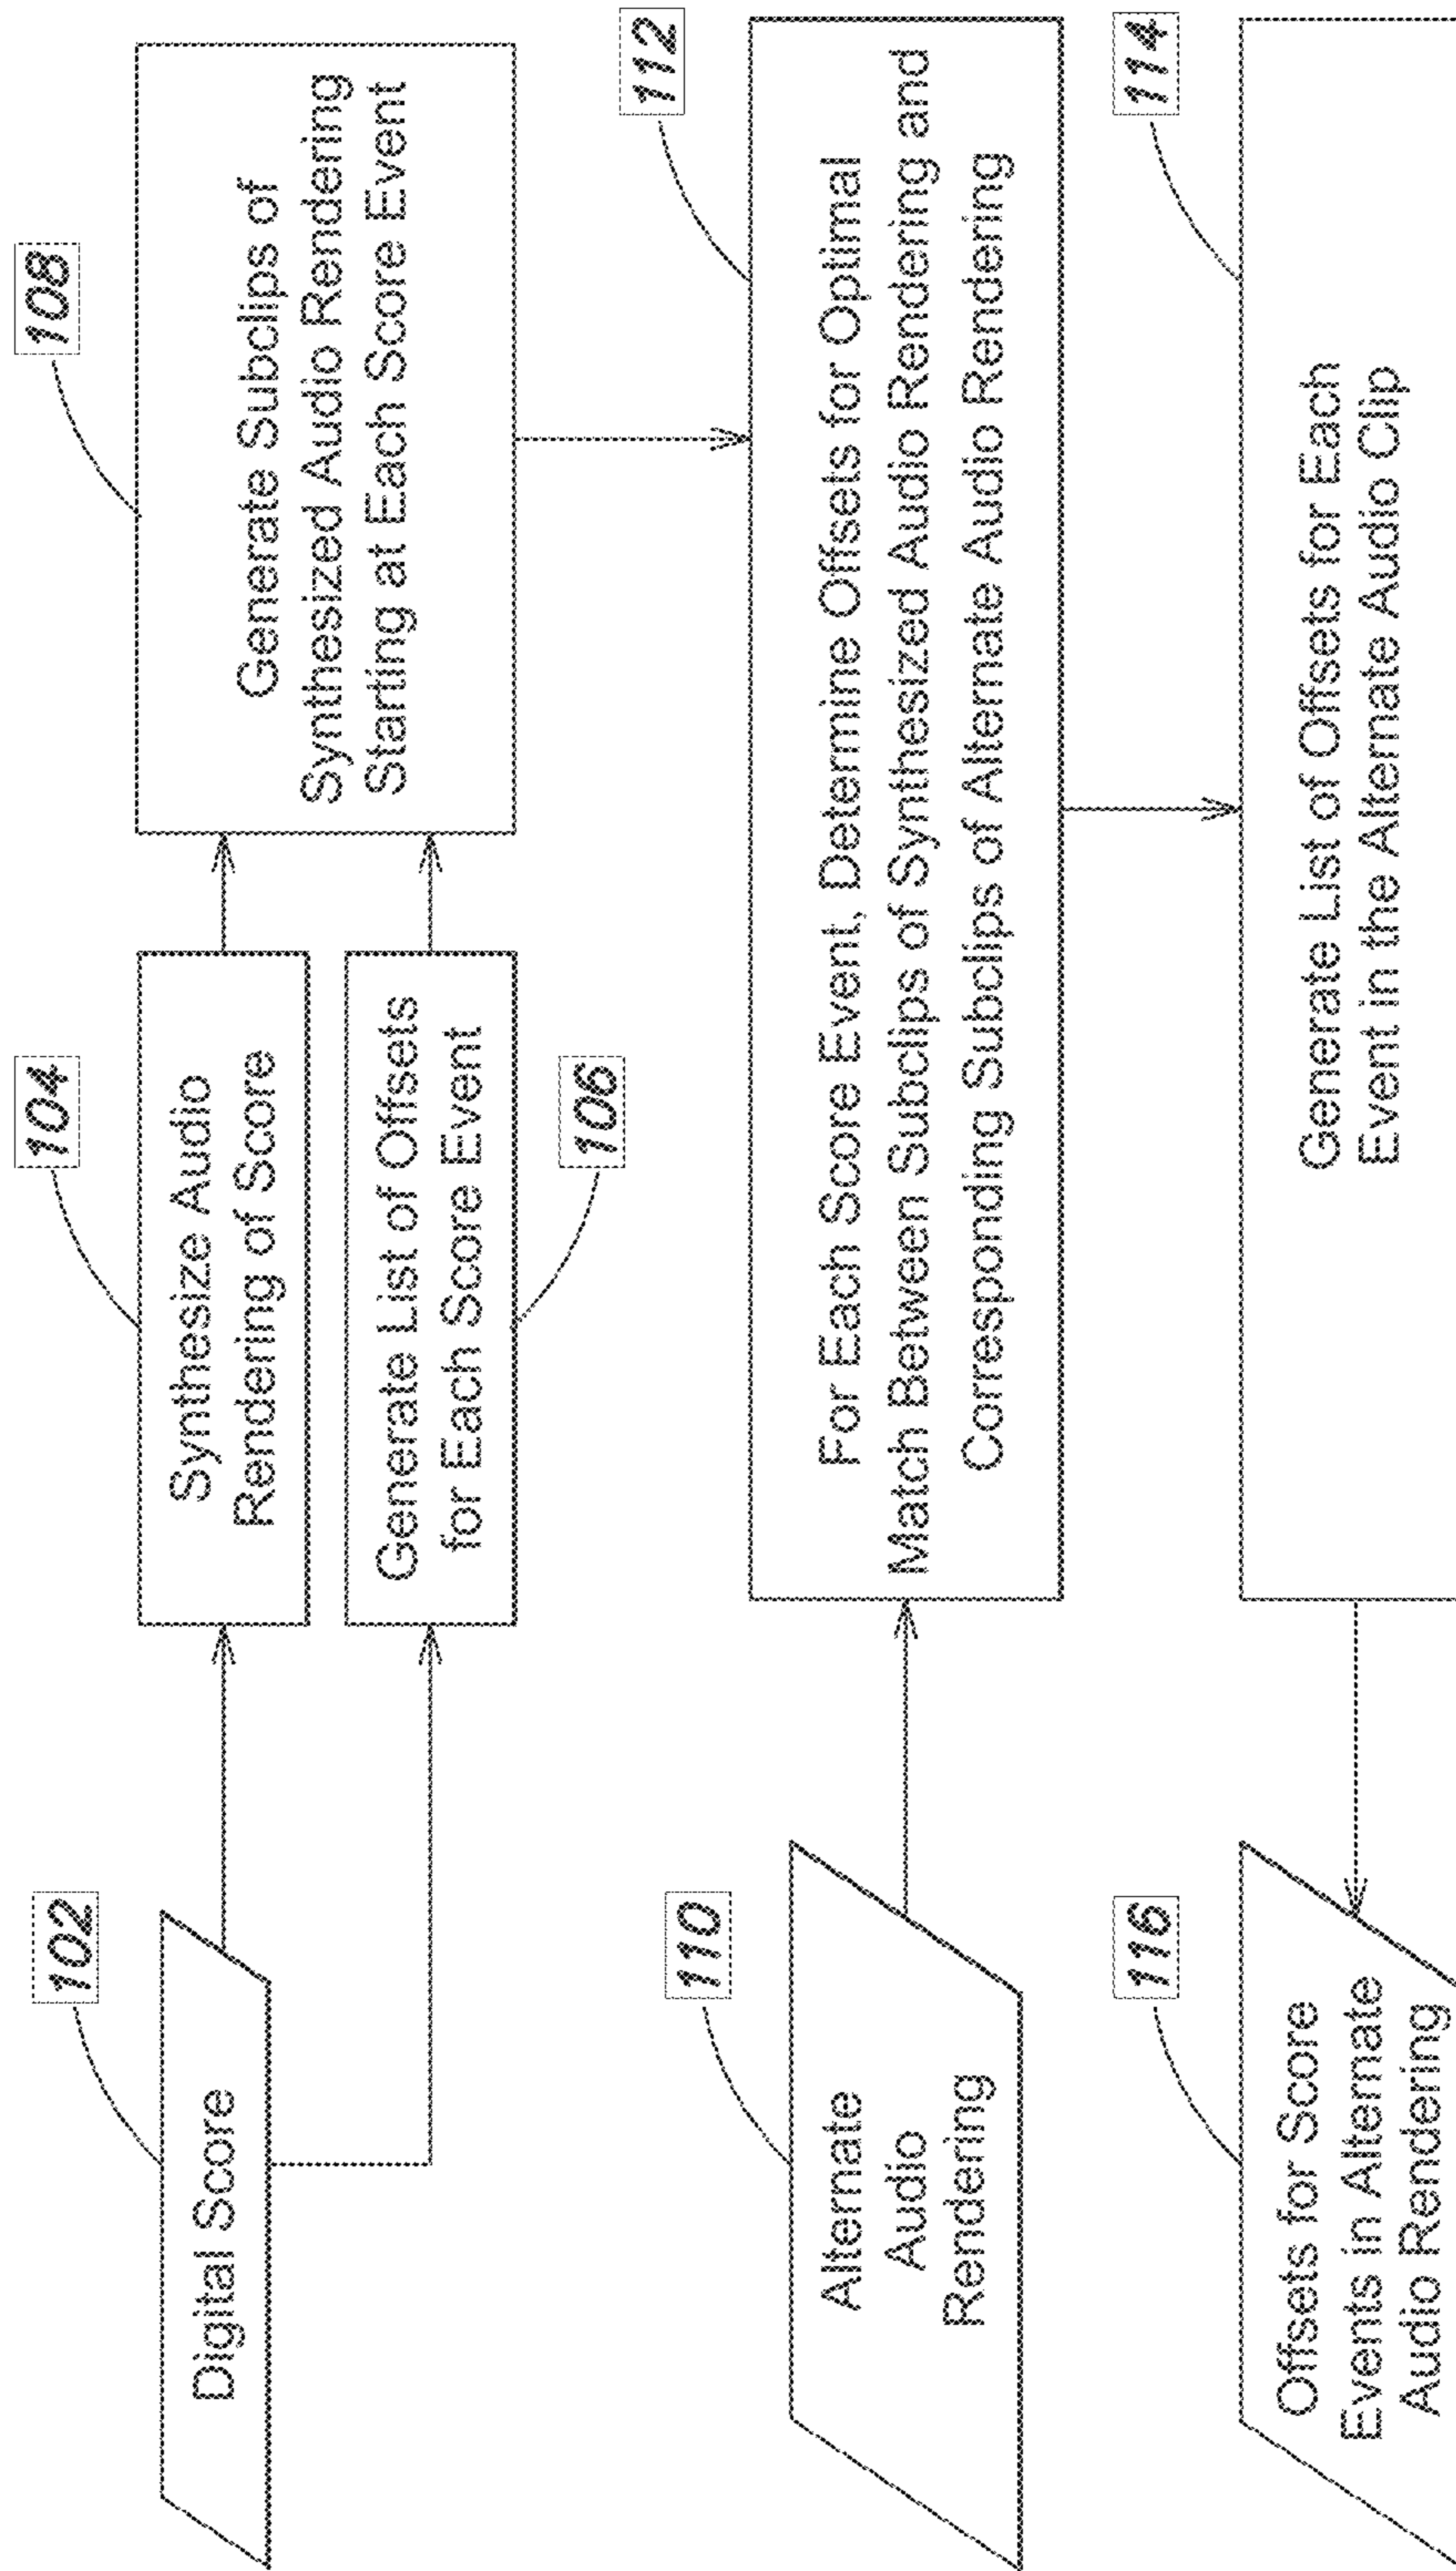 102
Digital Score
104
Synthesize Audio
Rendering of Score
Generate List of Offsets
for Each Score Event
106
108
Generate Subclips of
Synthesized Audio Rendering
Starting at Each Score Event
110
Alternate
Audio
Rendering
112
For Each Score Event, Determine Offsets for Optimal
Match Between Subclips of Synthesized Audio Rendering and
Corresponding Subclips of Alternate Audio Rendering
114
Generate List of Offsets for Each
Event in the Alternate Audio Clip
116
Offsets for Score
Events in Alternate
Audio Rendering